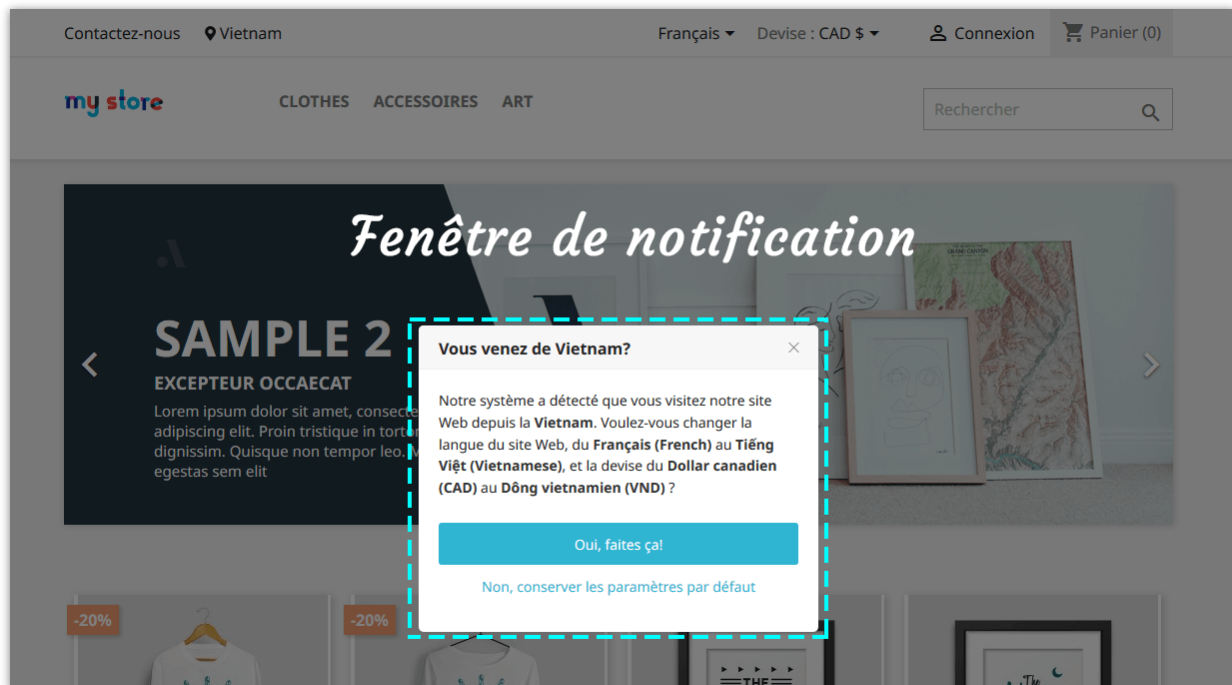 Contactez-nous Vietnam Français Devise : CAD $ Connexion Panier (0)
my store CLOTHES ACCESSOIRES ART Rechercher
Fenêtre de notification
SAMPLE 2
EXCEPTEUR OCCAECAT
Lorem ipsum dolor sit amet, consecte
adipiscing elit. Proin tristique in tortor
dignissim. Quisque non tempor leo.
egestas sem elit
Vous venez de Vietnam?
Notre système a détecté que vous visitez notre site
Web depuis la Vietnam. Voulez-vous changer la
langue du site Web, du Français (French) au Tiếng
Việt (Vietnamese), et la devise du Dollar canadien
(CAD) au Dông vietnamien (VND) ?
Oui, faites ça!
Non, conserver les paramètres par défaut
-20%
-20%
THE
The